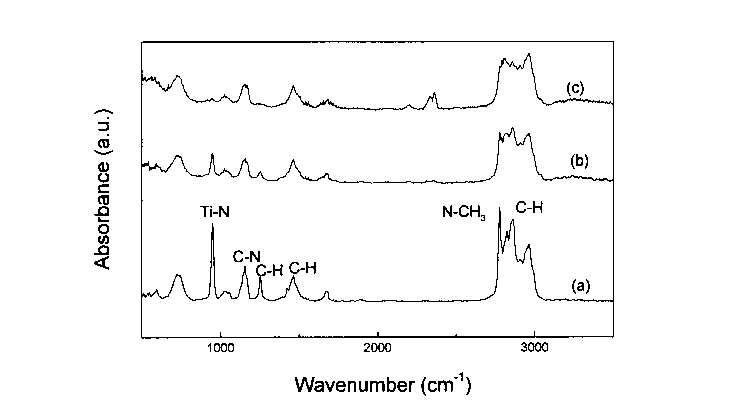 (c)
(b)
Ti-N
N-CH₃
C-H
C-N
C-H
C-H
(a)
1000
2000
3000
Absorbance (a.u.)
Wavenumber (cm⁻¹)